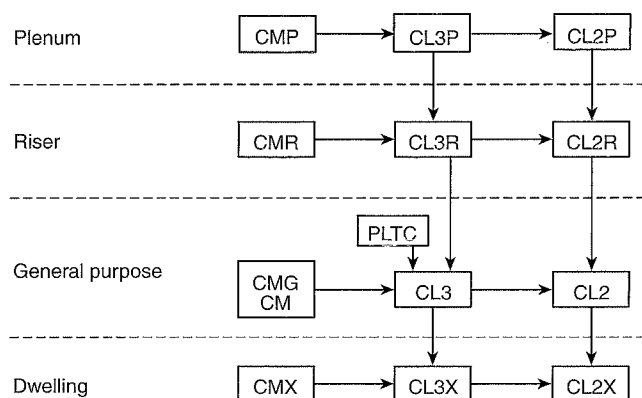 Plenum CMP CL3P CL2P
Riser CMR CL3R CL2R
PLTC
General purpose CMG CM CL3 CL2
Dwelling CMX CL3X CL2X